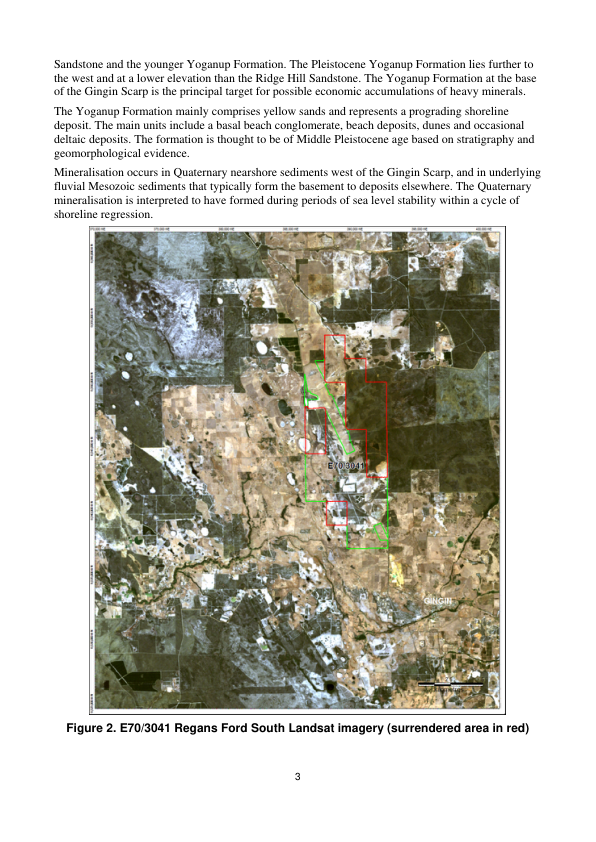 Sandstone and the younger Yoganup Formation. The Pleistocene Yoganup Formation lies further to
the west and at a lower elevation than the Ridge Hill Sandstone. The Yoganup Formation at the base
of the Gingin Scarp is the principal target for possible economic accumulations of heavy minerals.
The Yoganup Formation mainly comprises yellow sands and represents a prograding shoreline
deposit. The main units include a basal beach conglomerate, beach deposits, dunes and occasional
deltaic deposits. The formation is thought to be of Middle Pleistocene age based on stratigraphy and
geomorphological evidence.
Mineralisation occurs in Quaternary nearshore sediments west of the Gingin Scarp, and in underlying
fluvial Mesozoic sediments that typically form the basement to deposits elsewhere. The Quaternary
mineralisation is interpreted to have formed during periods of sea level stability within a cycle of
shoreline regression.
E70/3041
GINGIN
Figure 2. E70/3041 Regans Ford South Landsat imagery (surrendered area in red)
3